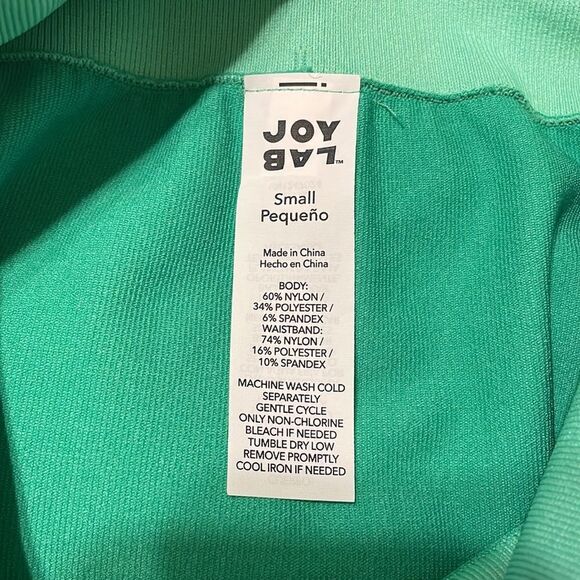 JOY
LAB™
Small
Pequeño
Made in China
Hecho en China
BODY:
60% NYLON /
34% POLYESTER /
6% SPANDEX
WAISTBAND:
74% NYLON /
16% POLYESTER /
10% SPANDEX
MACHINE WASH COLD
SEPARATELY
GENTLE CYCLE
ONLY NON-CHLORINE
BLEACH IF NEEDED
TUMBLE DRY LOW
REMOVE PROMPTLY
COOL IRON IF NEEDED